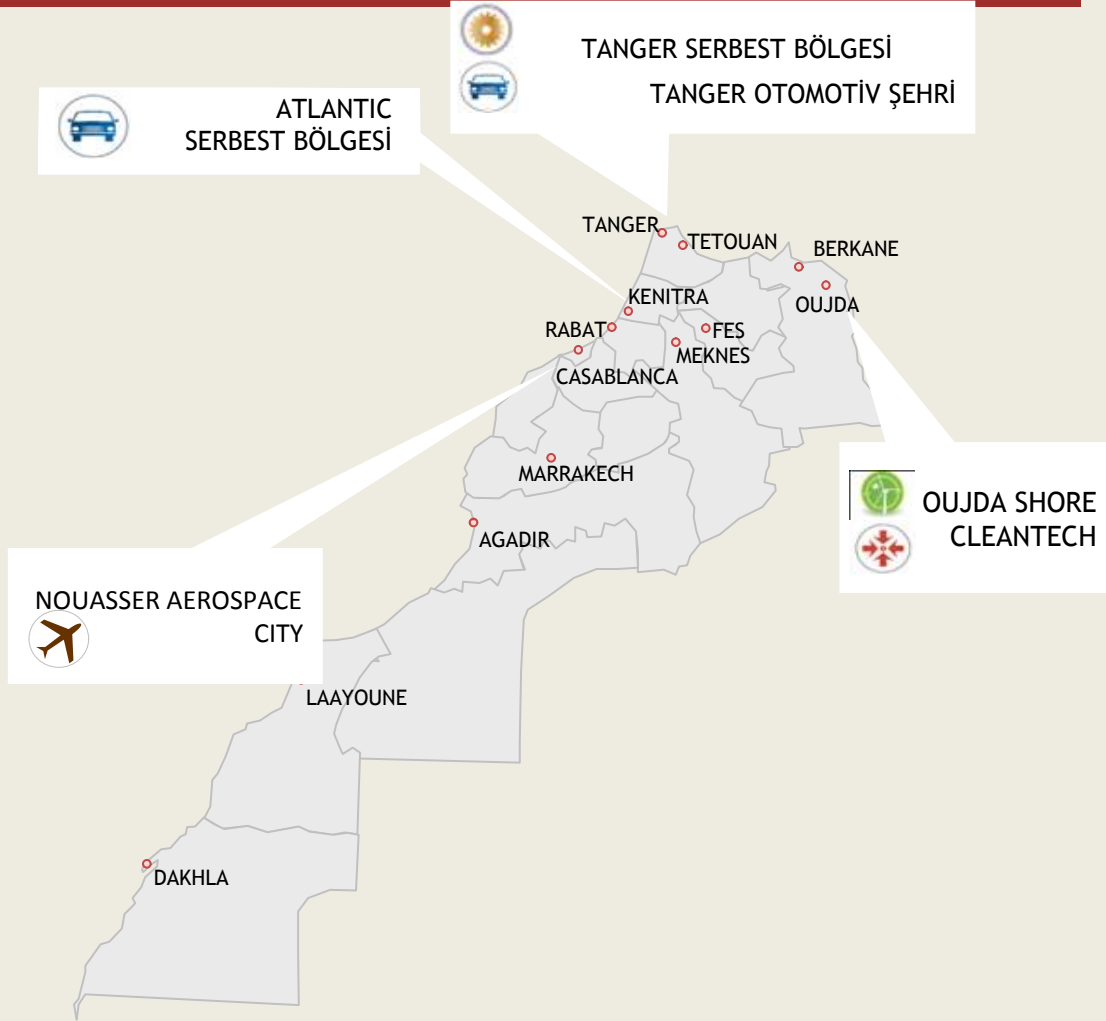 TANGER SERBEST BÖLGESİ
TANGER OTOMOTİV ŞEHRİ
ATLANTIC
SERBEST BÖLGESİ
TANGER
TETOUAN
BERKANE
OUJDA
KENITRA
RABAT
FES
MEKNES
CASABLANCA
MARRAKECH
AGADIR
OUJDA SHORE
CLEANTECH
NOUASSER AEROSPACE
CITY
LAAYOUNE
DAKHLA